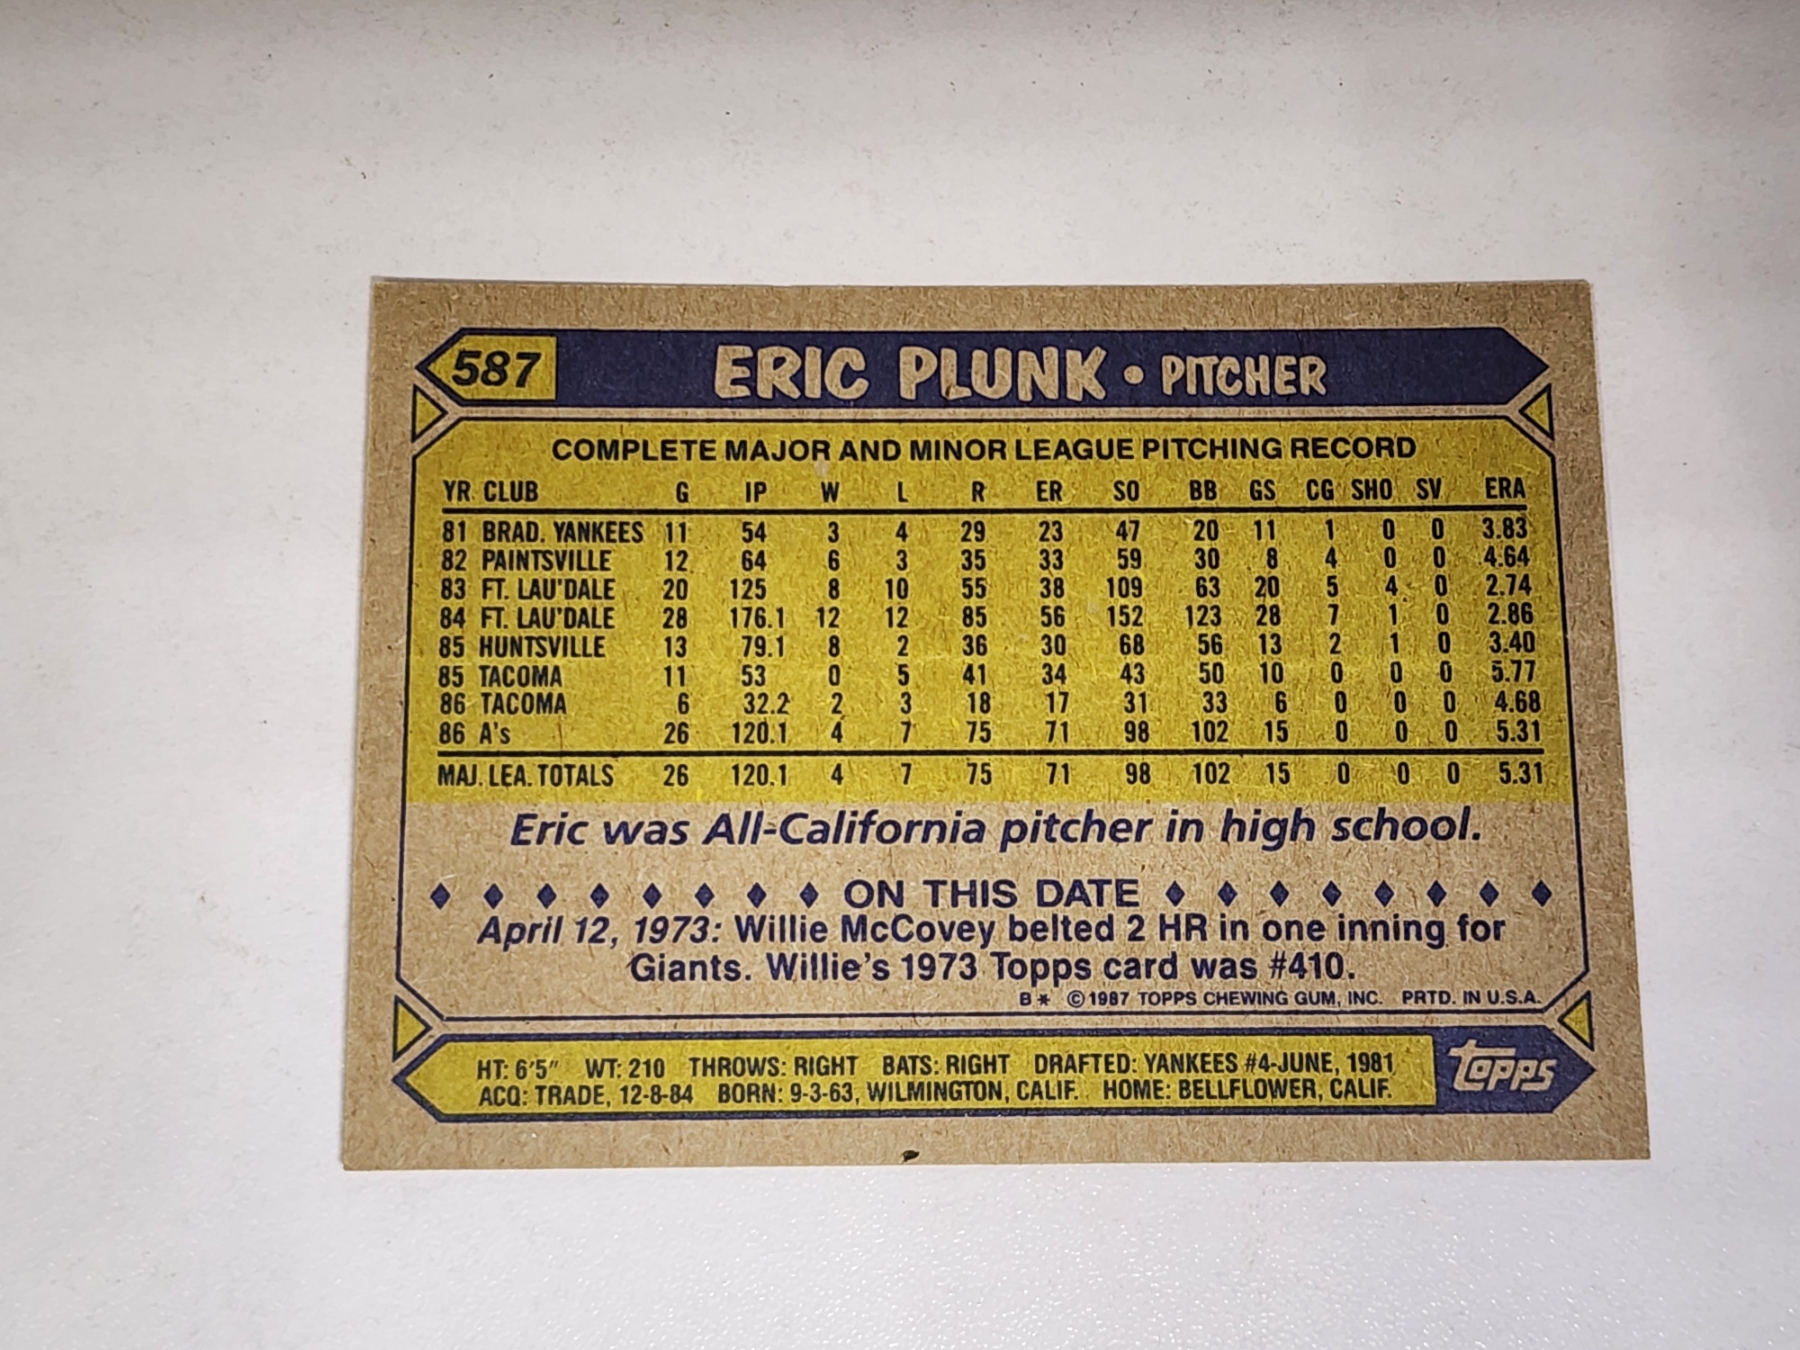 587 ERIC PLUNK • PITCHER
COMPLETE MAJOR AND MINOR LEAGUE PITCHING RECORD
YR CLUB G IP W L R ER SO BB GS CG SHO SV ERA
81 BRAD. YANKEES 11 54 3 4 29 23 47 20 11 1 0 0 3.83
82 PAINTSVILLE 12 64 6 3 35 33 59 30 8 4 0 0 4.64
83 FT. LAU'DALE 20 125 8 10 55 38 109 63 20 5 4 0 2.74
84 FT. LAU'DALE 28 176.1 12 12 85 56 152 123 28 7 1 0 2.86
85 HUNTSVILLE 13 79.1 8 2 36 30 68 56 13 2 1 0 3.40
85 TACOMA 11 53 0 5 41 34 43 50 10 0 0 0 5.77
86 TACOMA 6 32.2 2 3 18 17 31 33 6 0 0 0 4.68
86 A's 26 120.1 4 7 75 71 98 102 15 0 0 0 5.31
MAJ. LEA. TOTALS 26 120.1 4 7 75 71 98 102 15 0 0 0 5.31
Eric was All-California pitcher in high school.
♦ ♦ ♦ ♦ ♦ ♦ ♦ ♦ ON THIS DATE ♦ ♦ ♦ ♦ ♦ ♦ ♦ ♦
April 12, 1973: Willie McCovey belted 2 HR in one inning for
Giants. Willie's 1973 Topps card was #410.
B* ©1987 TOPPS CHEWING GUM, INC. PRTD. IN U.S.A.
HT: 6'5" WT: 210 THROWS: RIGHT BATS: RIGHT DRAFTED: YANKEES #4-JUNE, 1981
ACQ: TRADE, 12-8-84 BORN: 9-3-63, WILMINGTON, CALIF. HOME: BELLFLOWER, CALIF.
topps